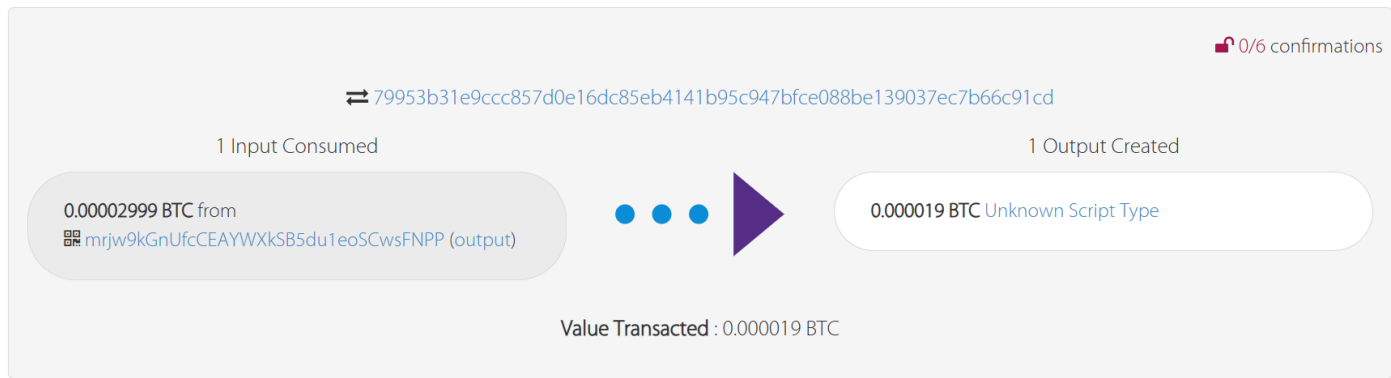 0/6 confirmations
79953b31e9ccc857d0e16dc85eb4141b95c947bfce088be139037ec7b66c91cd
1 Input Consumed
1 Output Created
0.00002999 BTC from
mrjw9kGnUfcCEAYWXkSB5du1eoSCwsFNPP (output)
0.000019 BTC Unknown Script Type
Value Transacted : 0.000019 BTC